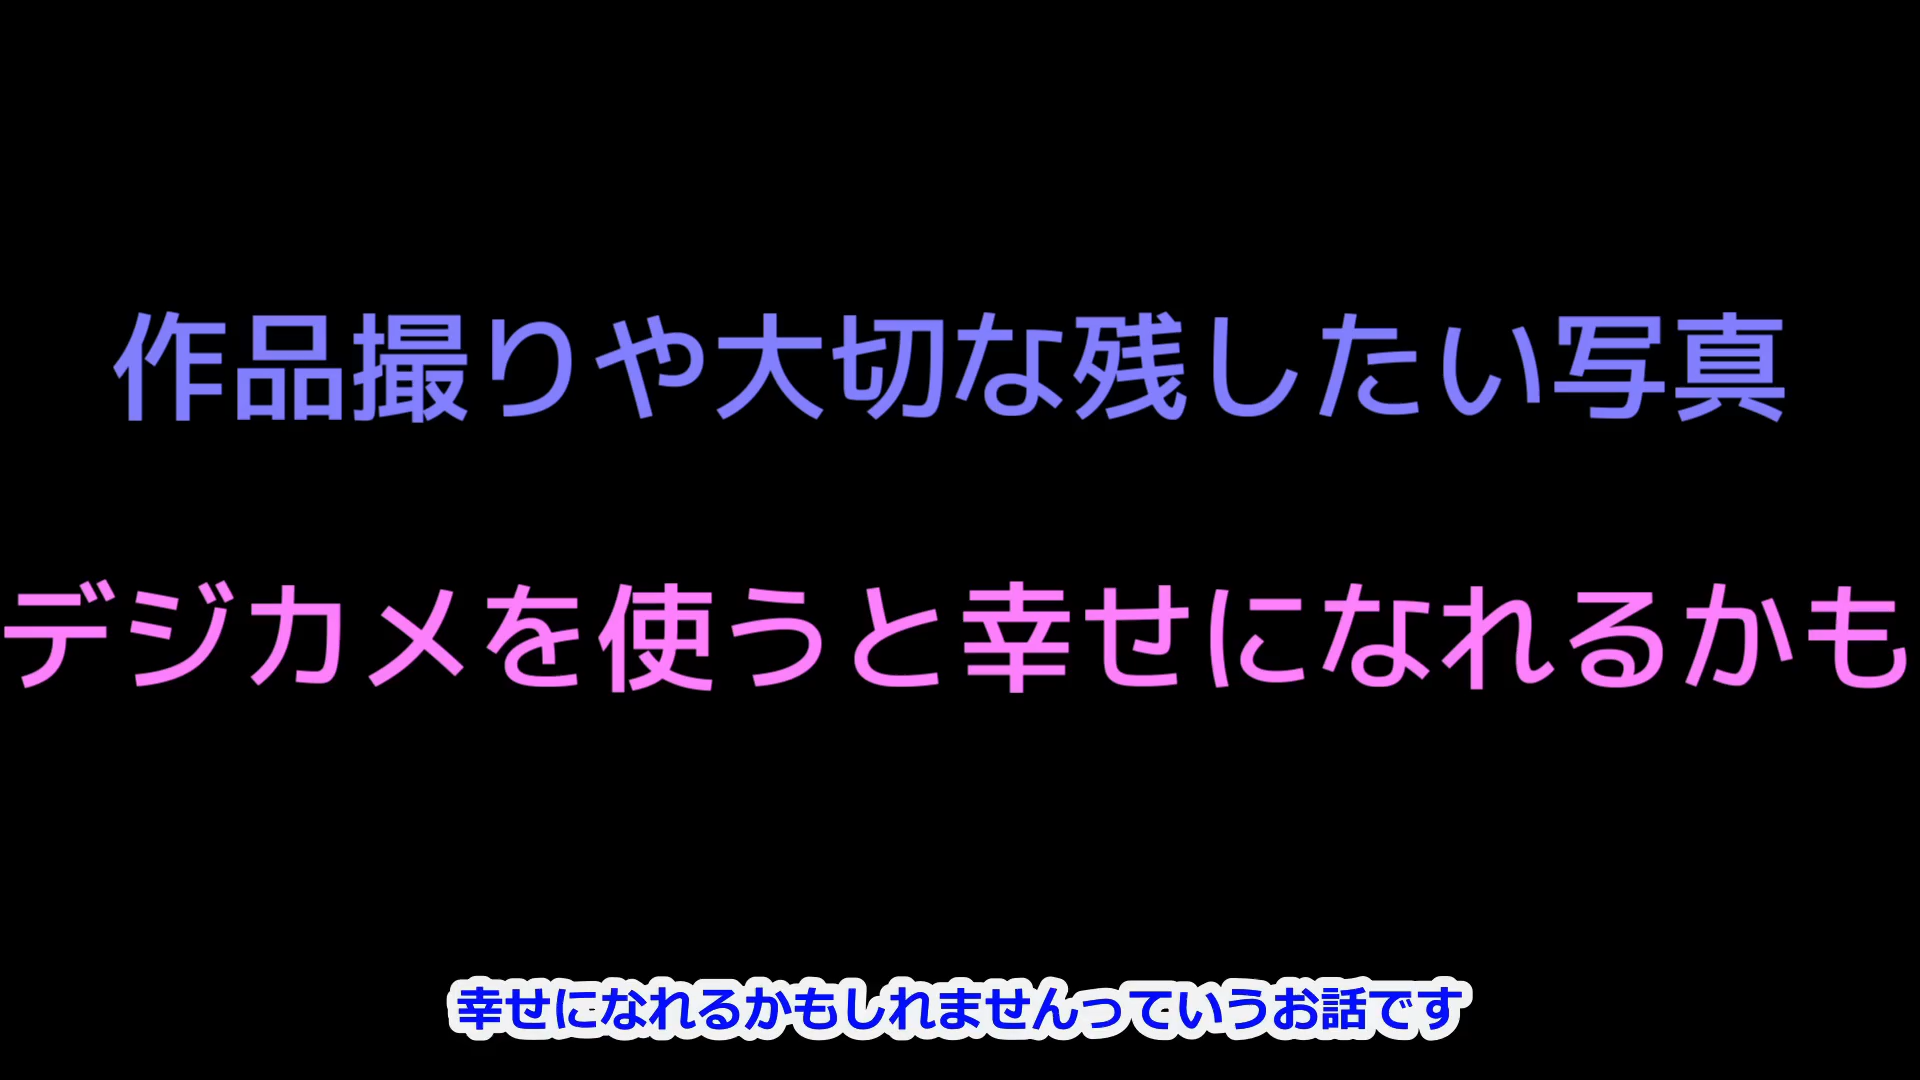 作品撮りや大切な残したい写真
デジカメを使うと幸せになれるかも
幸せになれるかもしれませんっていうお話です